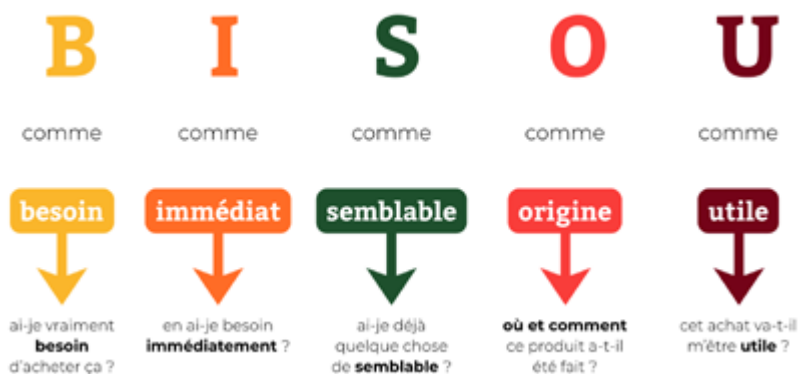 B I S O U
comme comme comme comme comme
besoin immédiat semblable origine utile
ai-je vraiment
besoin
d'acheter ça ?
en ai-je besoin
immédiatement ?
ai-je déjà
quelque chose
de semblable ?
où et comment
ce produit a-t-il
été fait ?
cet achat va-t-il
m'être utile ?